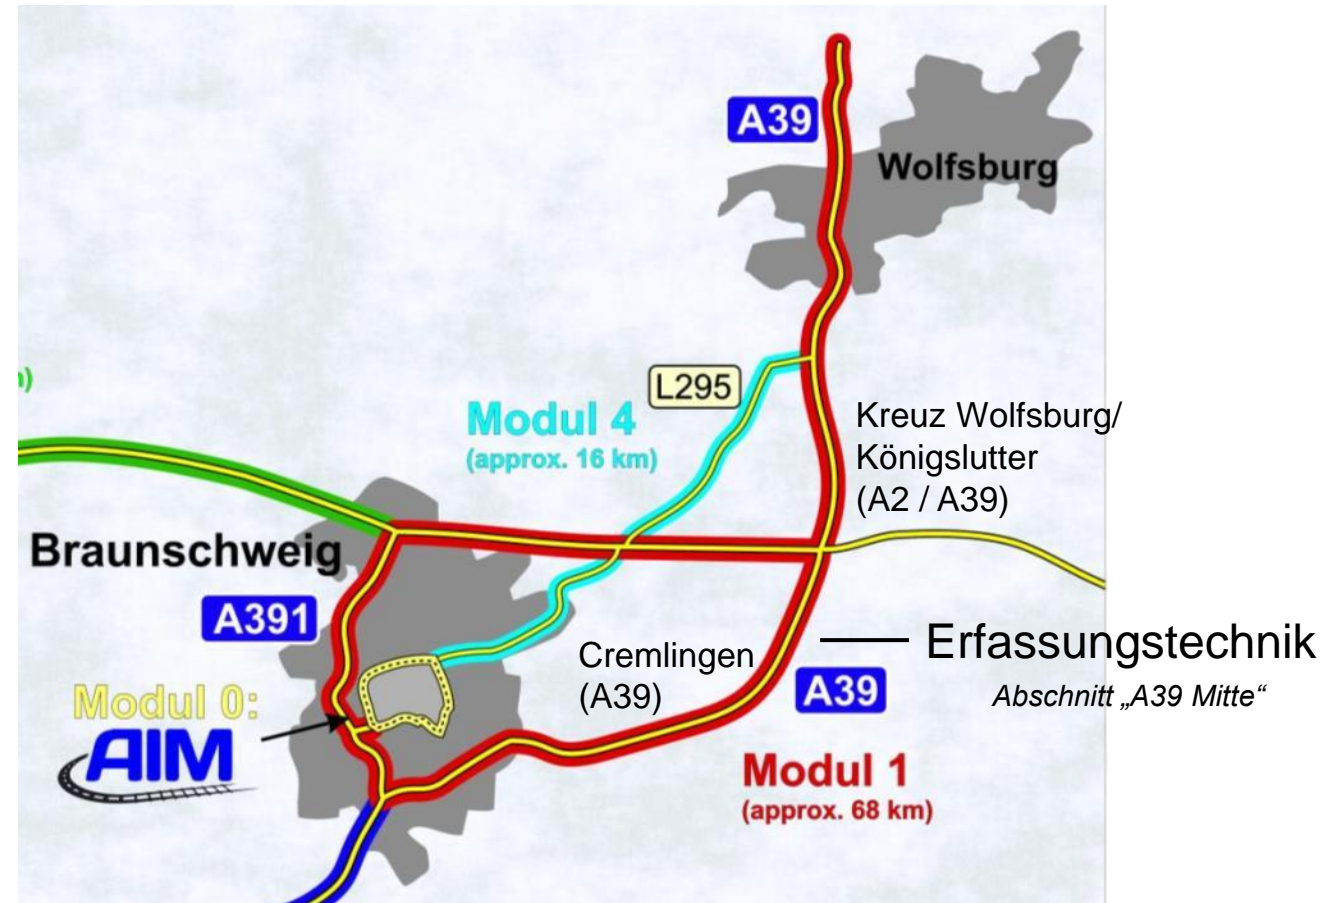 A39
Wolfsburg
)
L295
Modul 4
(approx. 16 km)
Kreuz Wolfsburg/
Königslutter
(A2 / A39)
Braunschweig
A391
Cremlingen
(A39)
Erfassungstechnik
A39
Abschnitt „A39 Mitte“
Modul 0:
AIM
Modul 1
(approx. 68 km)